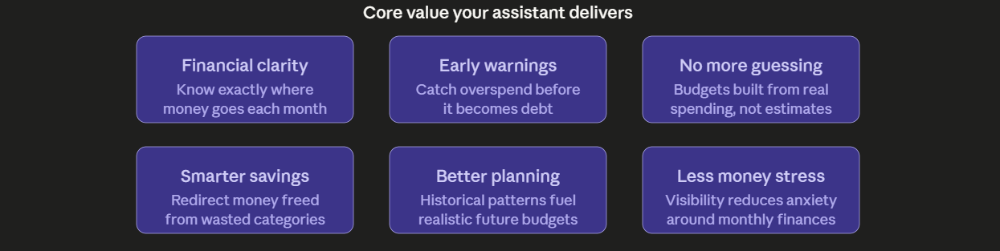 Core value your assistant delivers
Financial clarity
Know exactly where
money goes each month
Early warnings
Catch overspend before
it becomes debt
No more guessing
Budgets built from real
spending, not estimates
Smarter savings
Redirect money freed
from wasted categories
Better planning
Historical patterns fuel
realistic future budgets
Less money stress
Visibility reduces anxiety
around monthly finances